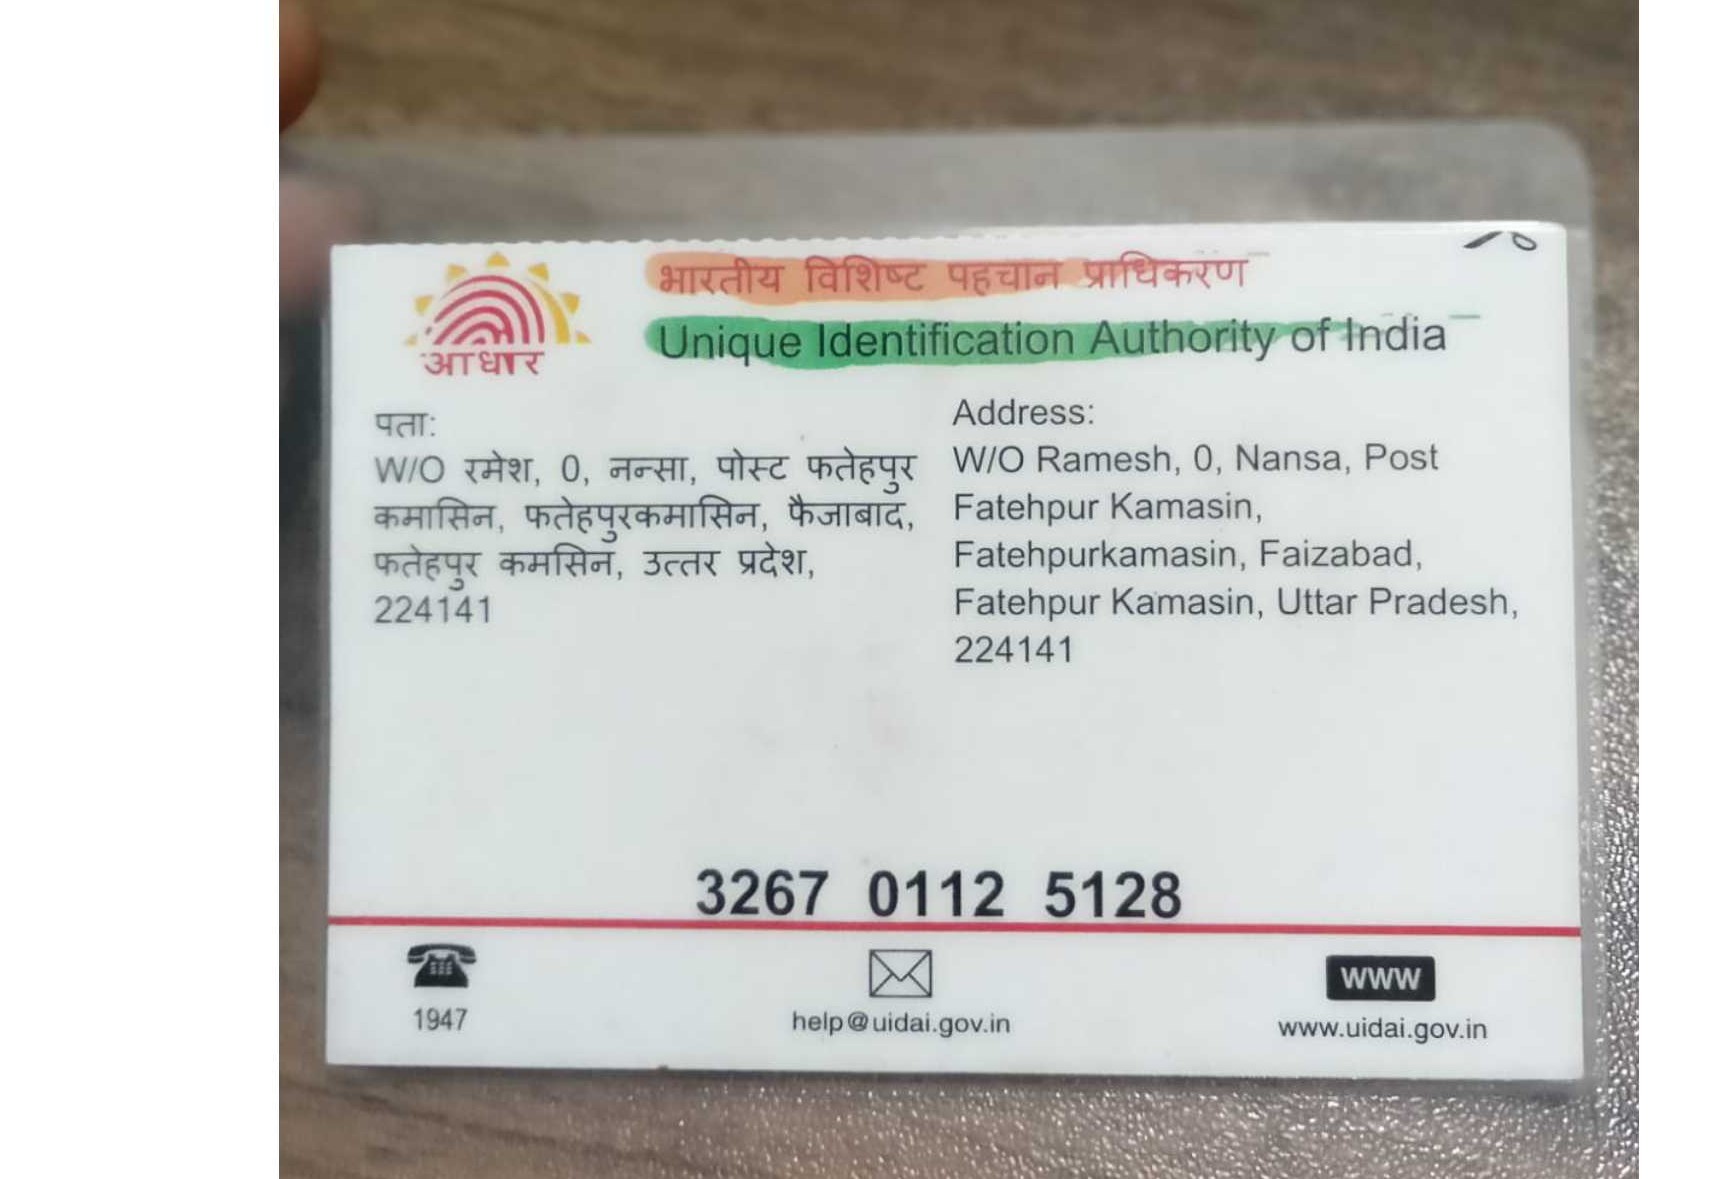 भारतीय विशिष्ट पहचान प्राधिकरण
Unique Identification Authority of India
आधार
पता:
W/O रमेश, 0, नन्सा, पोस्ट फतेहपुर
कमासिन, फतेहपुरकमासिन, फैजाबाद,
फतेहपुर कमसिन, उत्तर प्रदेश,
224141
Address:
W/O Ramesh, 0, Nansa, Post
Fatehpur Kamasin,
Fatehpurkamasin, Faizabad,
Fatehpur Kamasin, Uttar Pradesh,
224141
3267 0112 5128
1947
help@uidai.gov.in
WWW
www.uidai.gov.in